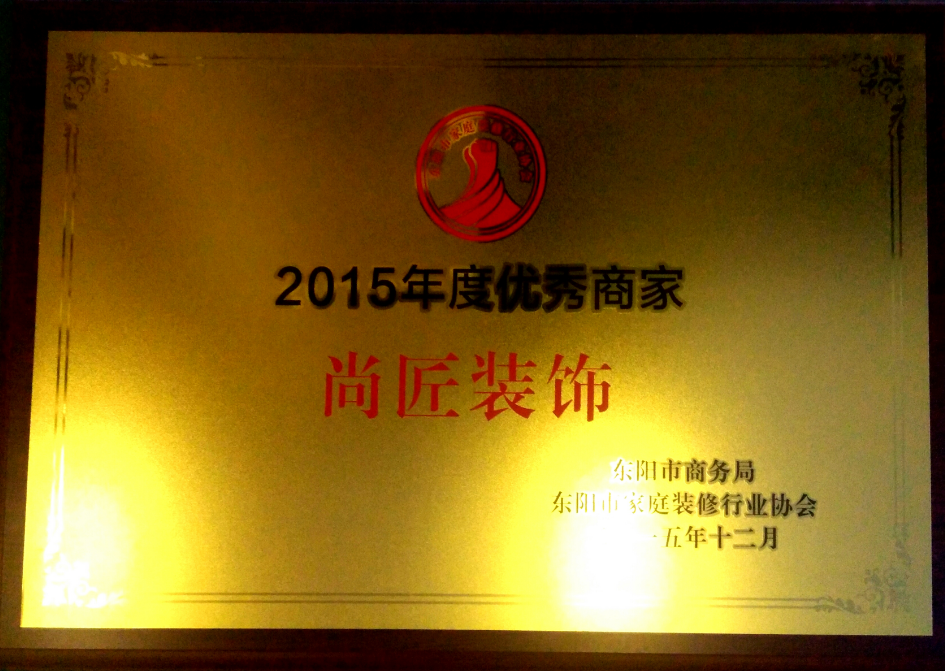 2015年度优秀商家
尚匠装饰
东阳市商务局
东阳市家庭装修行业协会
一五年十二月